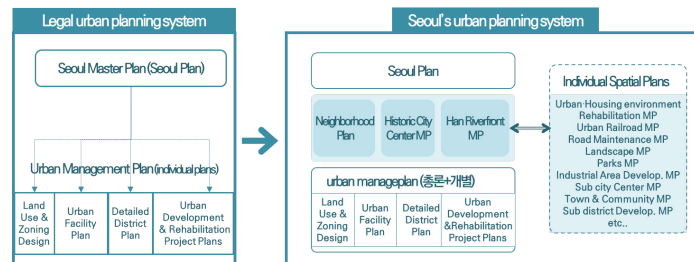 Legal urban planning system
Seoul Master Plan (Seoul Plan)
Urban Management Plan (individual plans)
Land
Use &
Zoning
Design
Urban
Facility
Plan
Detailed
District
Plan
Urban
Development
& Rehabilitation
Project Plans
Seoul's urban planning system
Seoul Plan
Neighborhood
Plan
Historic City
Center MP
Han Riverfront
MP
urban manageplan (총론+개별)
Land
Use &
Zoning
Design
Urban
Facility
Plan
Detailed
District
Plan
Urban
Development
&Rehabilitation
Project Plans
Individual Spatial Plans
Urban·Housing environment
Rehabilitation MP
Urban Railroad MP
Road Maintenance MP
Landscape MP
Parks MP
Industrial Area Develop. MP
Sub city Center MP
Town & Community MP
Sub district Develop. MP
etc..